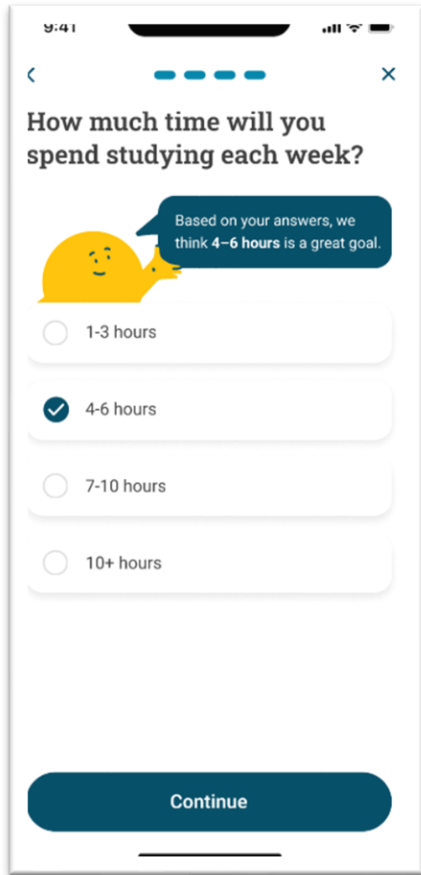 9:41
How much time will you
spend studying each week?
Based on your answers, we
think 4–6 hours is a great goal.
1-3 hours
4-6 hours
7-10 hours
10+ hours
Continue